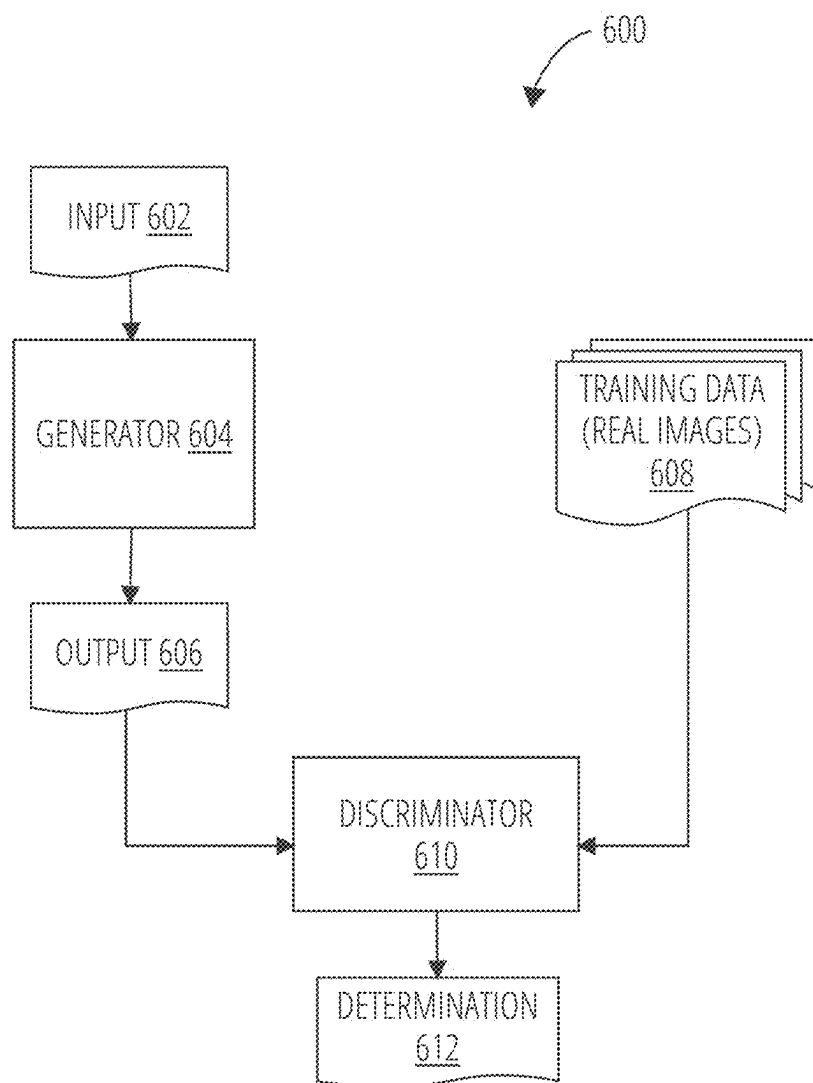 600
INPUT 602
GENERATOR 604
TRAINING DATA
(REAL IMAGES)
608
OUTPUT 606
DISCRIMINATOR
610
DETERMINATION
612